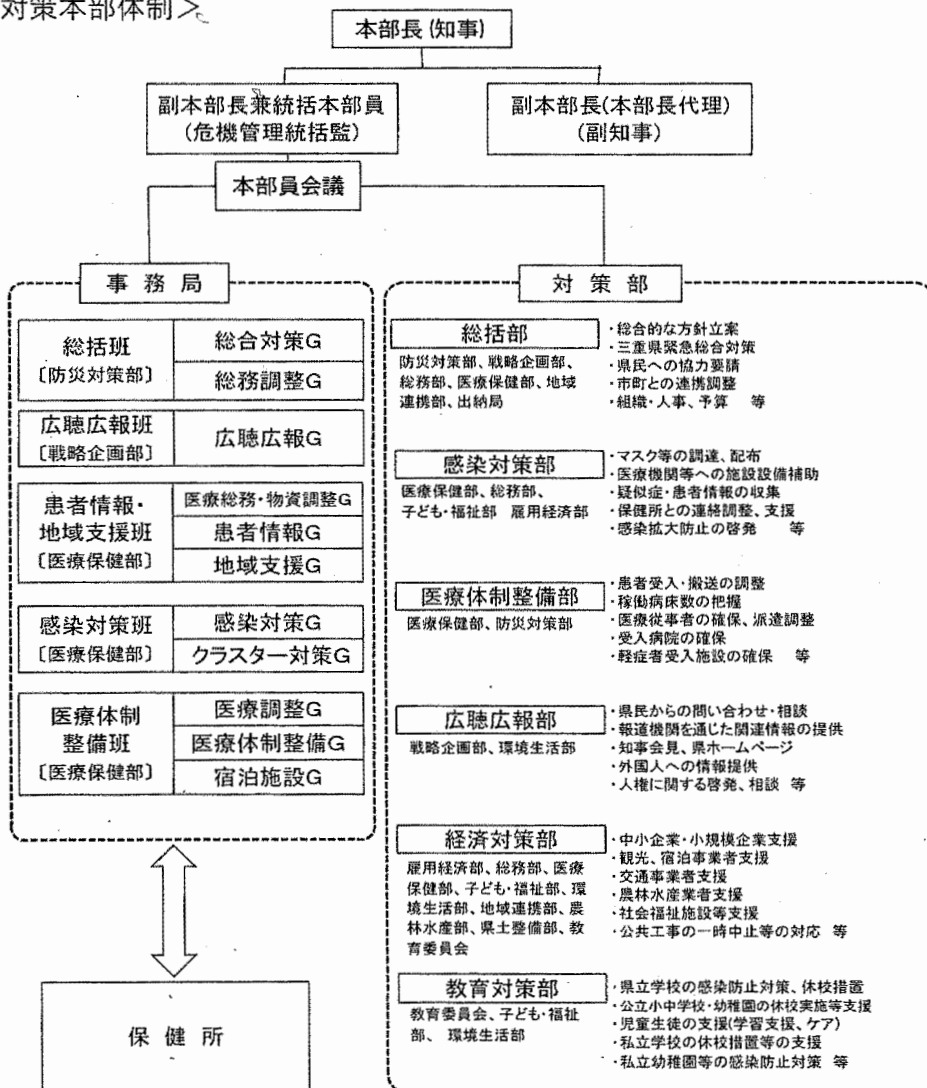 対策本部体制>
本部長(知事)
副本部長兼統括本部員
(危機管理統括監)
副本部長(本部長代理)
(副知事)
本部員会議
事務局
総括班
〔防災対策部〕
総合対策G
総務調整G
広聴広報班
〔戦略企画部〕
広聴広報G
患者情報・
地域支援班
〔医療保健部〕
医療総務・物資調整G
患者情報G
地域支援G
感染対策班
〔医療保健部〕
感染対策G
クラスター対策G
医療体制
整備班
〔医療保健部〕
医療調整G
医療体制整備G
宿泊施設G
保健所
対策部
総括部
防災対策部、戦略企画部、
総務部、医療保健部、地域
連携部、出納局
・総合的な方針立案
・三重県緊急総合対策
・県民への協力要請
・市町との連携調整
・組織・人事、予算 等
感染対策部
医療保健部、総務部、
子ども・福祉部 雇用経済部
・マスク等の調達、配布
・医療機関等への施設設備補助
・疑似症・患者情報の収集
・保健所との連絡調整、支援
・感染拡大防止の啓発 等
医療体制整備部
医療保健部、防災対策部
・患者受入・搬送の調整
・稼働病床数の把握
・医療従事者の確保、派遣調整
・受入病院の確保
・軽症者受入施設の確保 等
広聴広報部
戦略企画部、環境生活部
・県民からの問い合わせ・相談
・報道機関を通じた関連情報の提供
・知事会見、県ホームページ
・外国人への情報提供
・人権に関する啓発、相談 等
経済対策部
雇用経済部、総務部、医療
保健部、子ども・福祉部、環
境生活部、地域連携部、農
林水産部、県土整備部、教
育委員会
・中小企業・小規模企業支援
・観光、宿泊事業者支援
・交通事業者支援
・農林水産業者支援
・社会福祉施設等支援
・公共工事の一時中止等の対応 等
教育対策部
教育委員会、子ども・福祉
部、 環境生活部
・県立学校の感染防止対策、休校措置
・公立小中学校・幼稚園の休校実施等支援
・児童生徒の支援(学習支援、ケア)
・私立学校の休校措置等の支援
・私立幼稚園等の感染防止対策 等